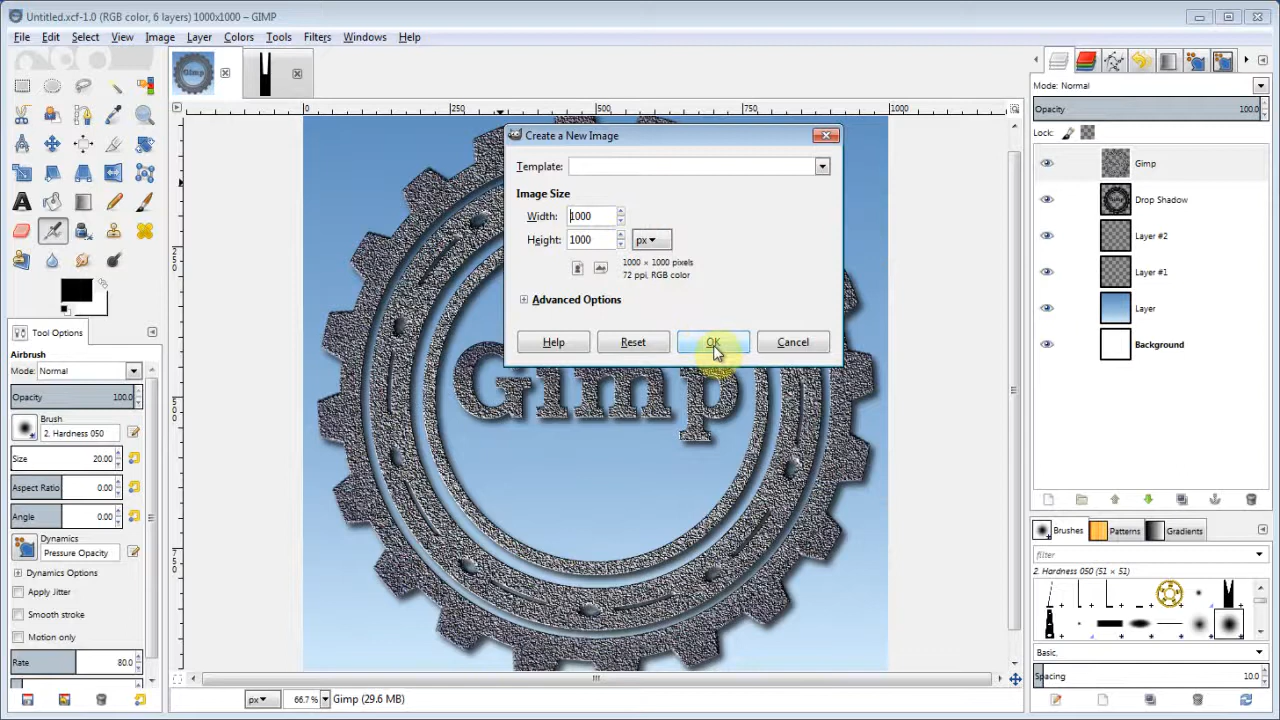 Untitled.xcf-1.0 (RGB color, 6 layers) 1000x1000 – GIMP
File Edit Select View Image Layer Colors Tools Filters Windows Help
Gimp
0 250 500 750 1000
250
500
750
Create a New Image
Template:
Image Size
Width: 1000
Height: 1000 px
1000 × 1000 pixels
72 ppi, RGB color
Advanced Options
Help Reset OK Cancel
Gimp
Tool Options
Airbrush
Mode: Normal
Opacity 100.0
Brush
2. Hardness 050
Size 20.00
Aspect Ratio 0.00
Angle 0.00
Dynamics
Pressure Opacity
Dynamics Options
Apply Jitter
Smooth stroke
Motion only
Rate 80.0
px 66.7% Gimp (29.6 MB)
Mode: Normal
Opacity 100.0
Lock:
Gimp
Drop Shadow
Layer #2
Layer #1
Layer
Background
Brushes Patterns Gradients
filter
2. Hardness 050 (51 × 51)
Basic,
Spacing 10.0